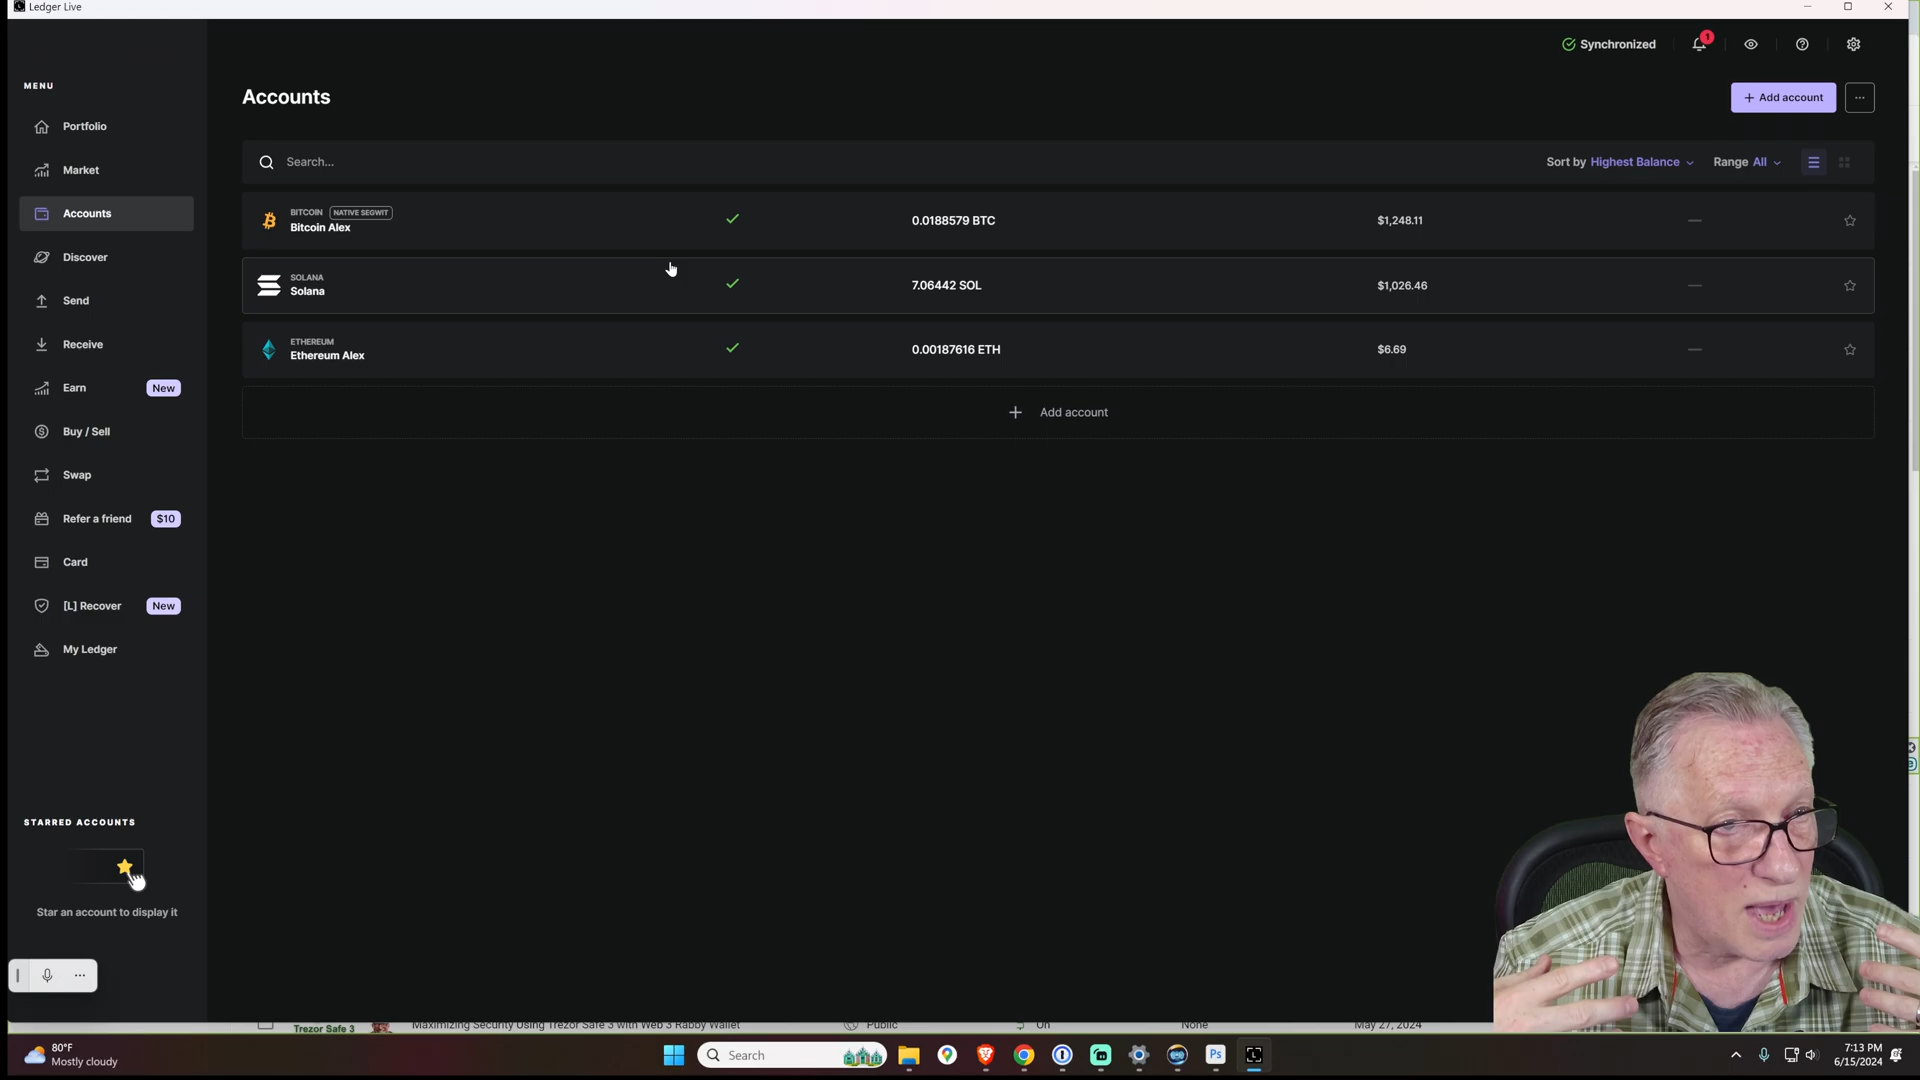 Ledger Live
Synchronized
1
MENU
Portfolio
Market
Accounts
Discover
Send
Receive
Earn New
Buy / Sell
Swap
Refer a friend $10
Card
[L] Recover New
My Ledger
STARRED ACCOUNTS
Star an account to display it
Accounts
+ Add account
Search...
Sort by Highest Balance
Range All
BITCOIN NATIVE SEGWIT
Bitcoin Alex
0.0188579 BTC
$1,248.11
—
SOLANA
Solana
7.06442 SOL
$1,026.46
—
ETHEREUM
Ethereum Alex
0.00187616 ETH
$6.69
—
+ Add account
Trezor Safe 3 Maximizing Security Using Trezor Safe 3 with Web 3 Rabby Wallet Public On None May 27, 2024
80°F
Mostly cloudy
Search
Ps
7:13 PM
6/15/2024